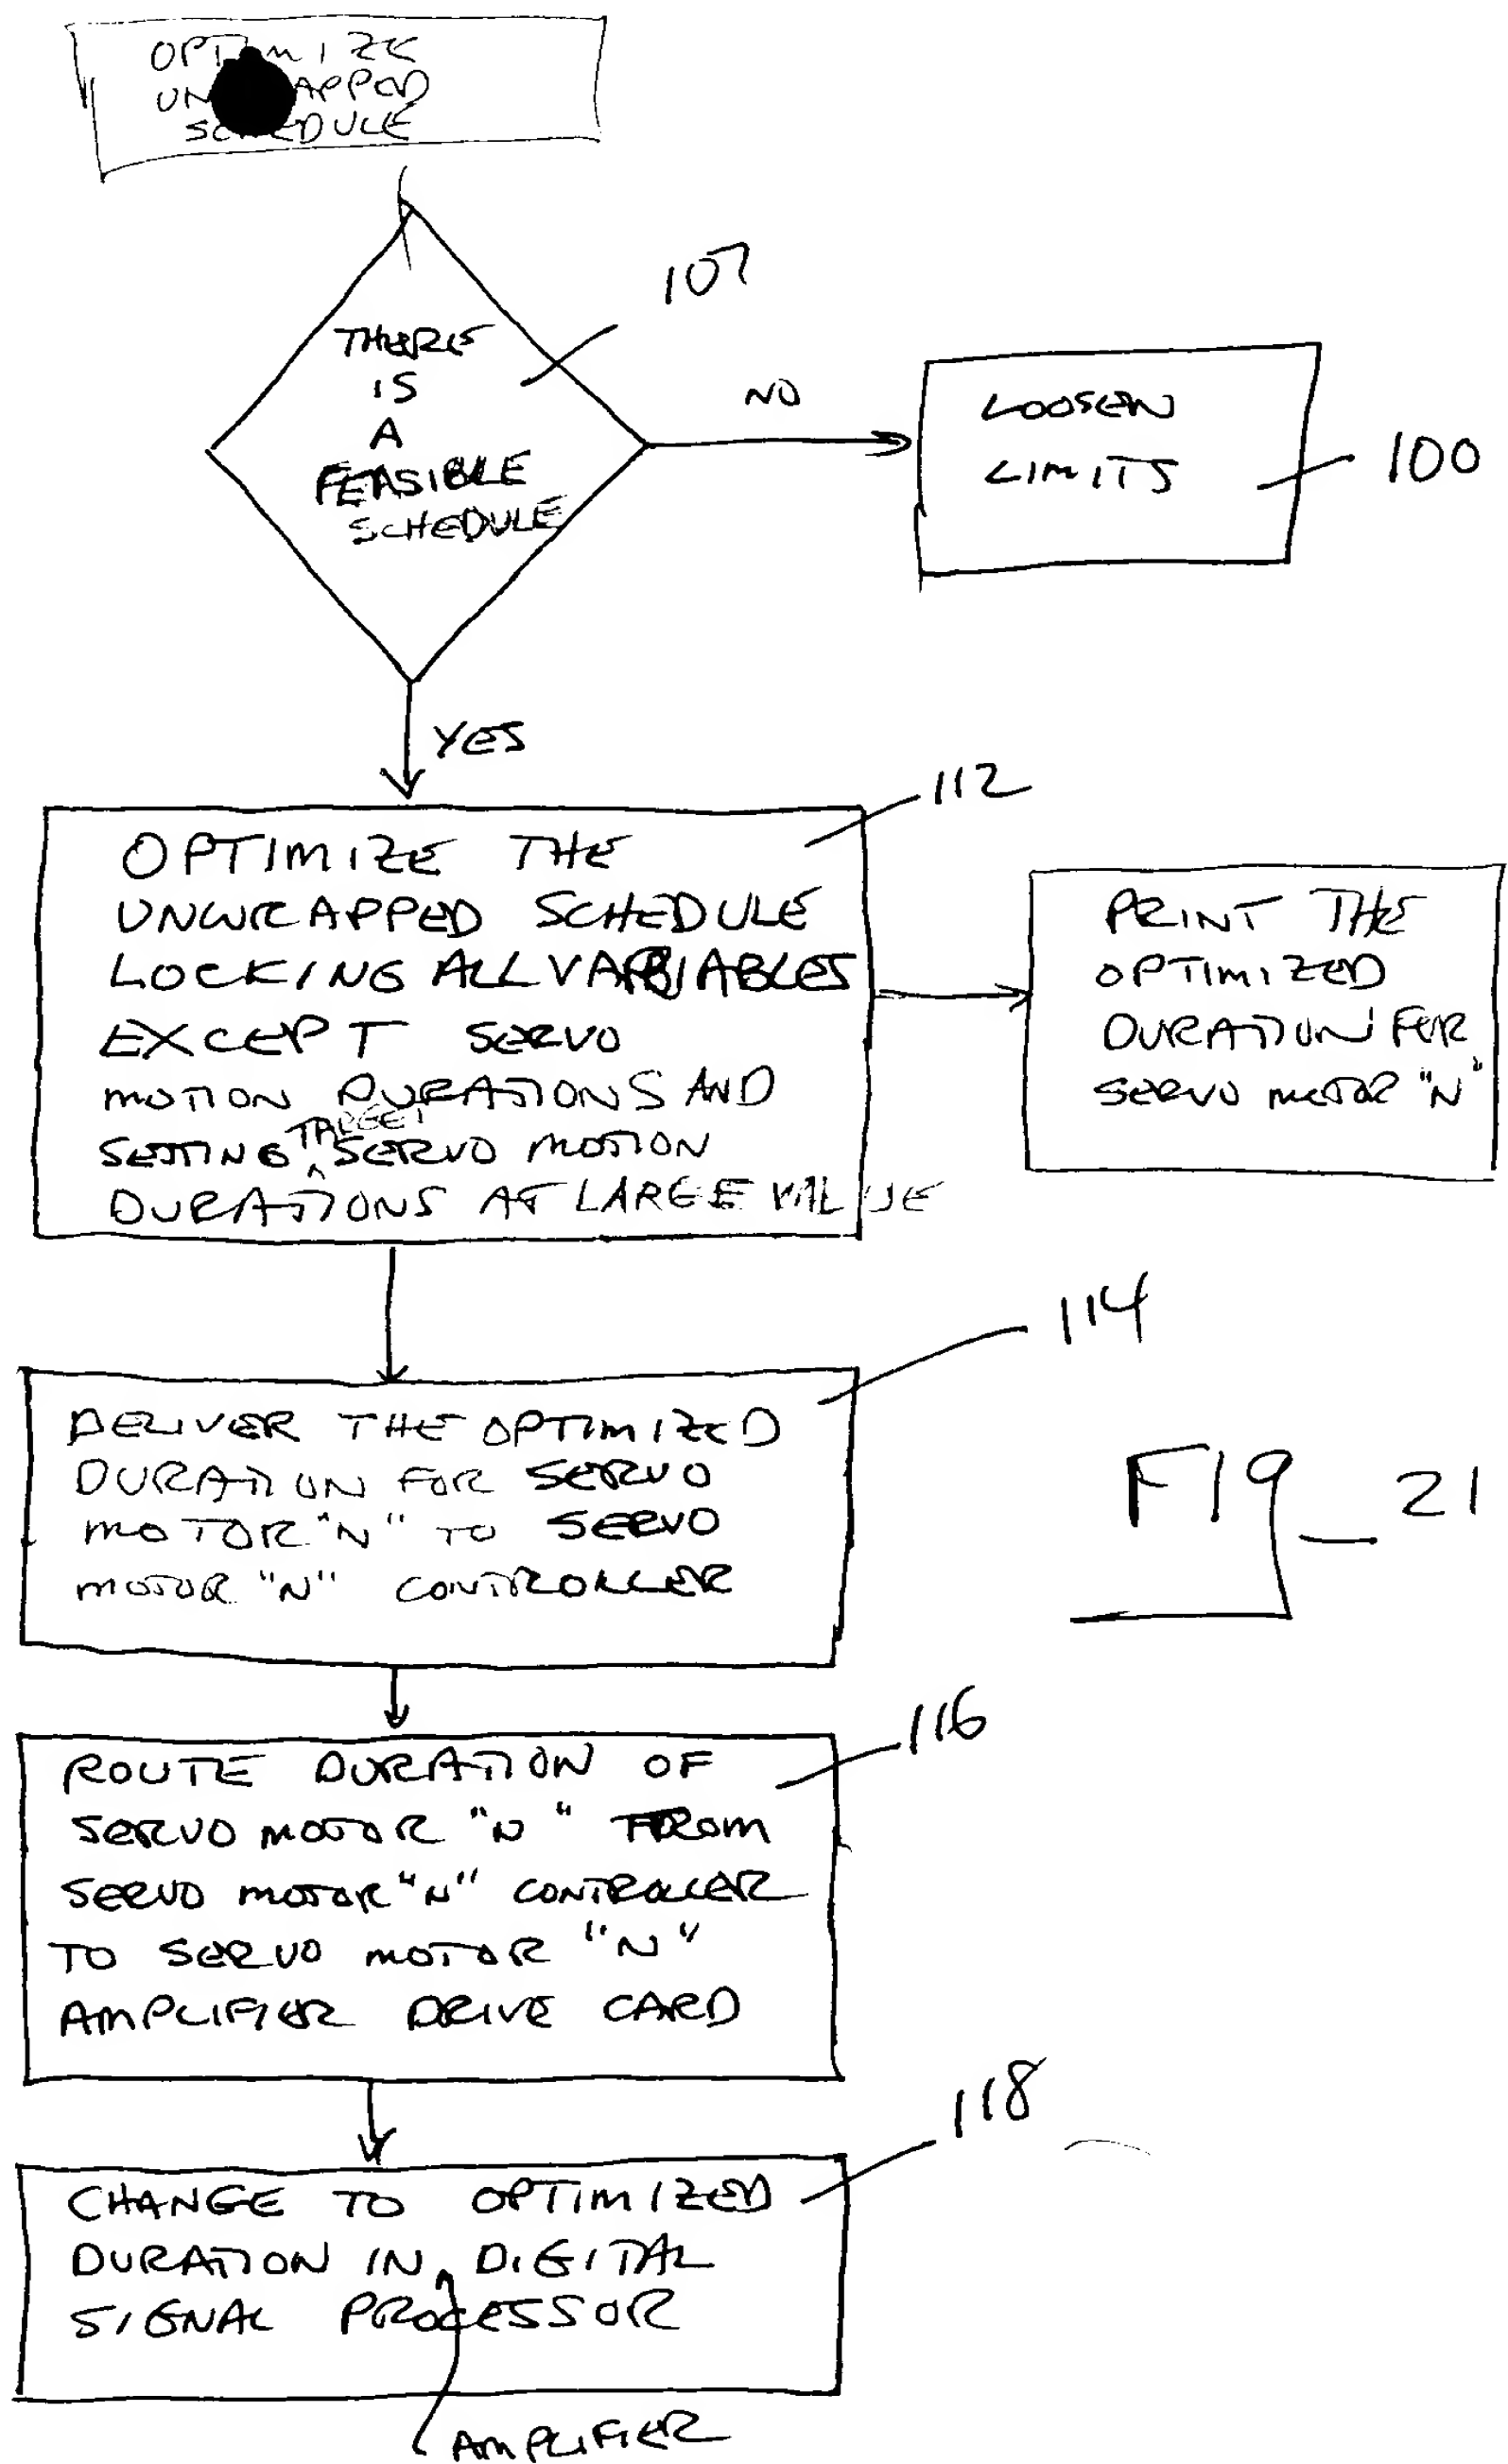 OPTIMIZE
UNWRAPPED
SCHEDULE
107
THERE
IS
A
FEASIBLE
SCHEDULE
NO
LOOSEN
LIMITS
100
YES
112
OPTIMIZE THE
UNWRAPPED SCHEDULE
LOCKING ALL VARIABLES
EXCEPT SERVO
MOTION DURATIONS AND
SETTING TARGET SERVO MOTION
DURATIONS AT LARGE VALUE
PRINT THE
OPTIMIZED
DURATION FOR
SERVO MOTOR "N"
114
DELIVER THE OPTIMIZED
DURATION FOR SERVO
MOTOR "N" TO SERVO
MOTOR "N" CONTROLLER
FIG_21
116
ROUTE DURATION OF
SERVO MOTOR "N" FROM
SERVO MOTOR "N" CONTROLLER
TO SERVO MOTOR "N"
AMPLIFIER DRIVE CARD
118
CHANGE TO OPTIMIZED
DURATION IN DIGITAL
SIGNAL PROCESSOR
AMPLIFIER